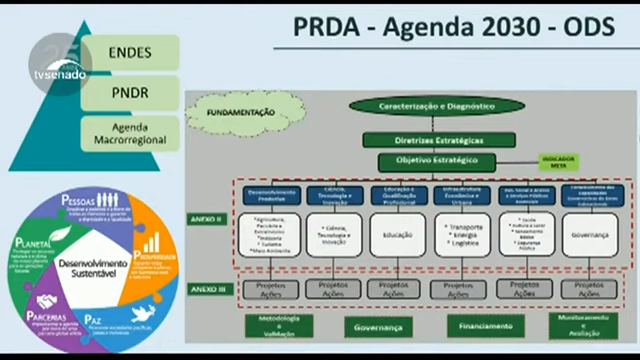 PRDA - Agenda 2030 - ODS
25
tv senado
ENDES
PNDR
Agenda
Macrorregional
FUNDAMENTAÇÃO
Caracterização e Diagnóstico
Diretrizes Estratégicas
Objetivo Estratégico
INDICADOR
META
Desenvolvimento
Produtivo
Ciência,
Tecnologia e
Inovação
Educação e
Qualificação
Profissional
Infraestrutura
Econômica e
Urbana
Fortalecimento das
Capacidades
Governativas
ANEXO II
*Agricultura,
Pecuária e
Extrativismo
*Indústria
* Turismo
* Meio Ambiente
* Ciência,
Tecnologia e
Inovação
Educação
* Transporte
* Energia
* Logística
* Saúde
*Cultura e Lazer
* Saneamento
Básico
* Segurança
Pública
Governança
ANEXO III
Projetos
Ações
Projetos
Ações
Projetos
Ações
Projetos
Ações
Projetos
Ações
Projetos
Ações
Metodologia
e
Validação
Governança
Financiamento
Monitoramento
e
Avaliação
PESSOAS
PLANETA
PROSPERIDADE
Desenvolvimento
Sustentável
PARCERIAS
PAZ